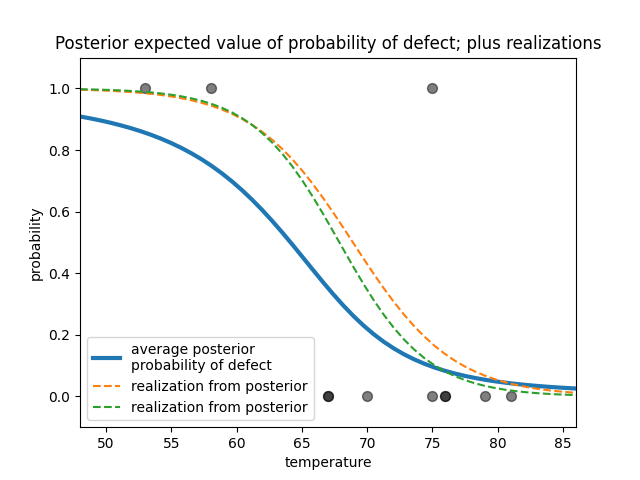 Posterior expected value of probability of defect; plus realizations
1.0
0.8
0.6
0.4
0.2
0.0
probability
average posterior
probability of defect
realization from posterior
realization from posterior
50 55 60 65 70 75 80 85
temperature